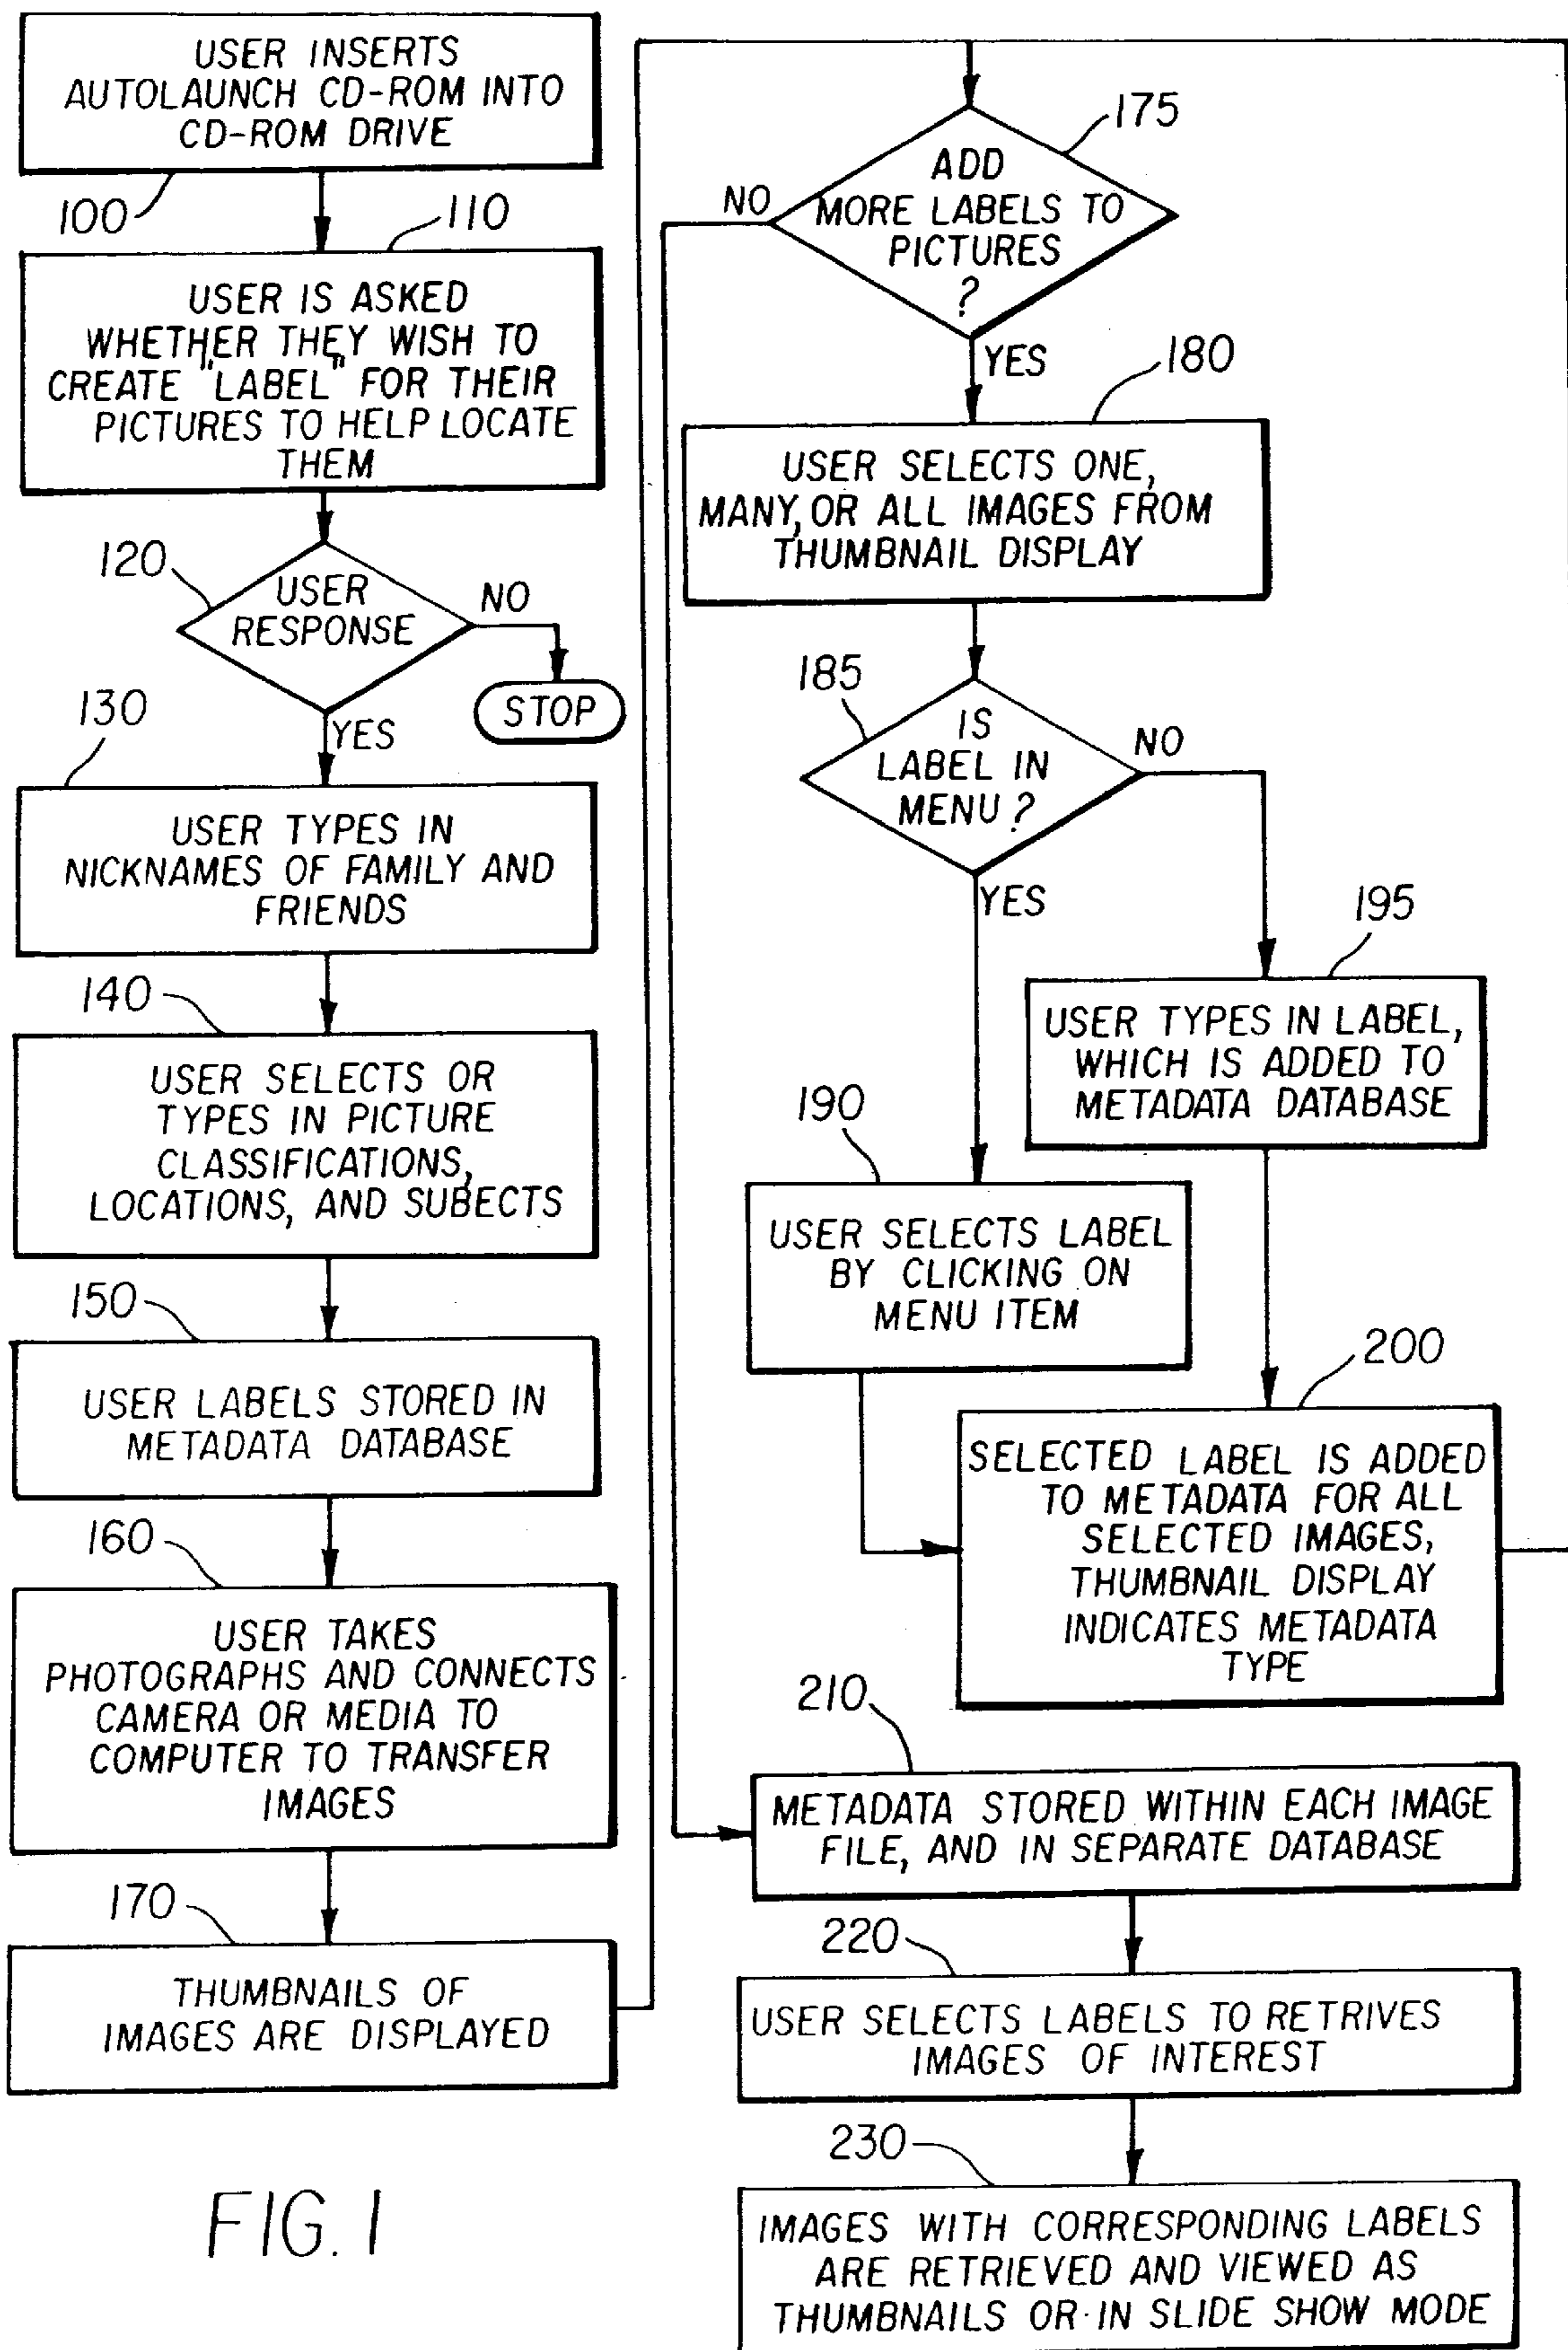 USER INSERTS
AUTOLAUNCH CD-ROM INTO
CD-ROM DRIVE
100
110
USER IS ASKED
WHETHER THEY WISH TO
CREATE "LABEL" FOR THEIR
PICTURES TO HELP LOCATE
THEM
120
USER
RESPONSE
NO
STOP
YES
130
USER TYPES IN
NICKNAMES OF FAMILY AND
FRIENDS
140
USER SELECTS OR
TYPES IN PICTURE
CLASSIFICATIONS,
LOCATIONS, AND SUBECTS
150
USER LABELS STORED IN
METADATA DATABASE
160
USER TAKES
PHOTOGRAPHS AND CONNECTS
CAMERA OR MEDIA TO
COMPUTER TO TRANSFER
IMAGES
170
THUMBNAILS OF
IMAGES ARE DISPLAYED
175
ADD
MORE LABELS TO
PICTURES
?
NO
YES
180
USER SELECTS ONE,
MANY, OR ALL IMAGES FROM
THUMBNAIL DISPLAY
185
IS
LABEL IN
MENU?
NO
YES
195
USER TYPES IN LABEL,
WHICH IS ADDED TO
METADATA DATABASE
190
USER SELECTS LABEL
BY CLICKING ON
MENU ITEM
200
SELECTED LABEL IS ADDED
TO METADATA FOR ALL
SELECTED IMAGES,
THUMBNAIL DISPLAY
INDICATES METADATA
TYPE
210
METADATA STORED WITHIN EACH IMAGE
FILE, AND IN SEPARATE DATABASE
220
USER SELECTS LABELS TO RETRIVES
IMAGES OF INTEREST
230
IMAGES WITH CORRESPONDING LABELS
ARE RETRIEVED AND VIEWED AS
THUMBNAILS OR IN SLIDE SHOW MODE
FIG. 1